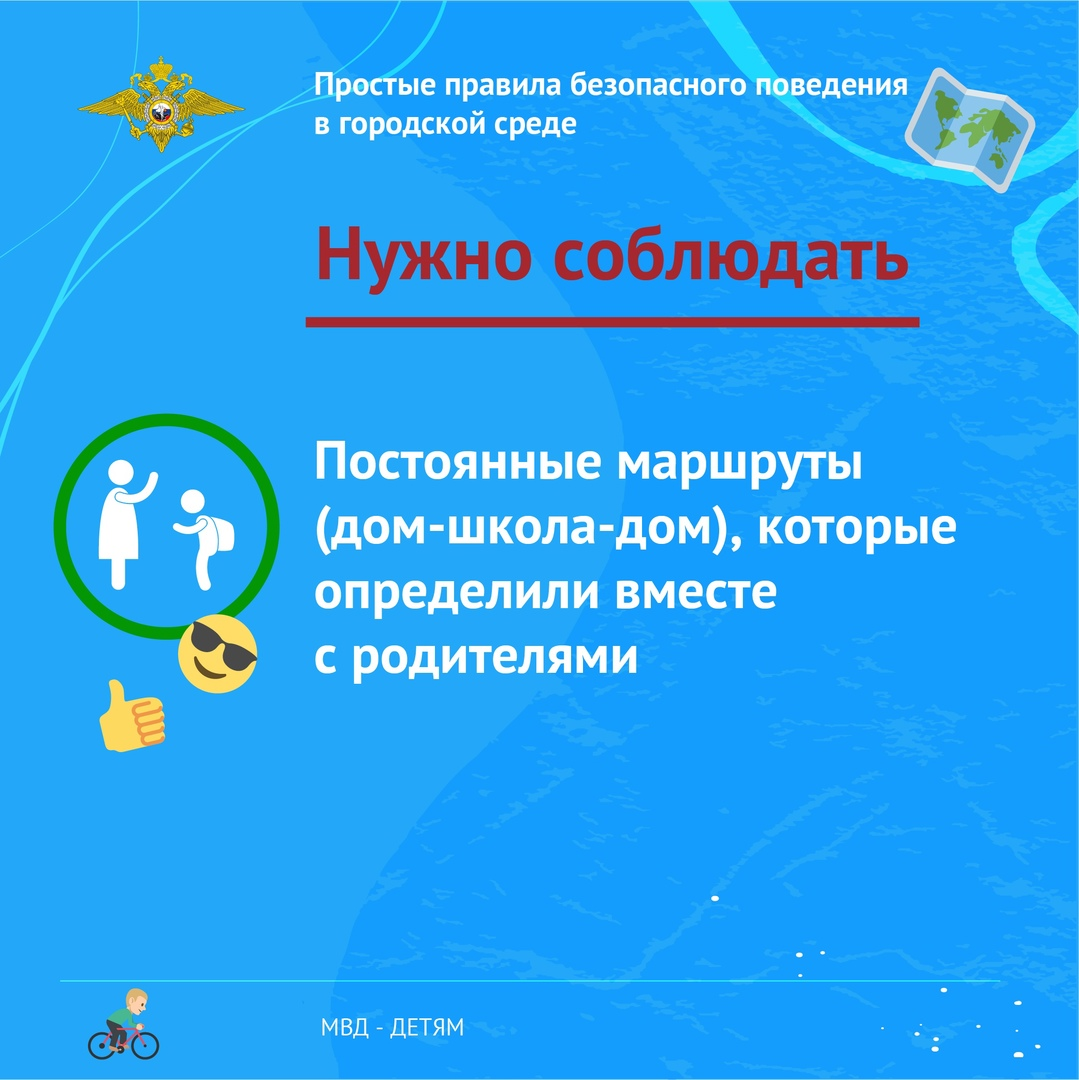 Простые правила безопасного поведения
в городской среде
Нужно соблюдать
Постоянные маршруты
(дом-школа-дом), которые
определили вместе
с родителями
МВД - ДЕТЯМ